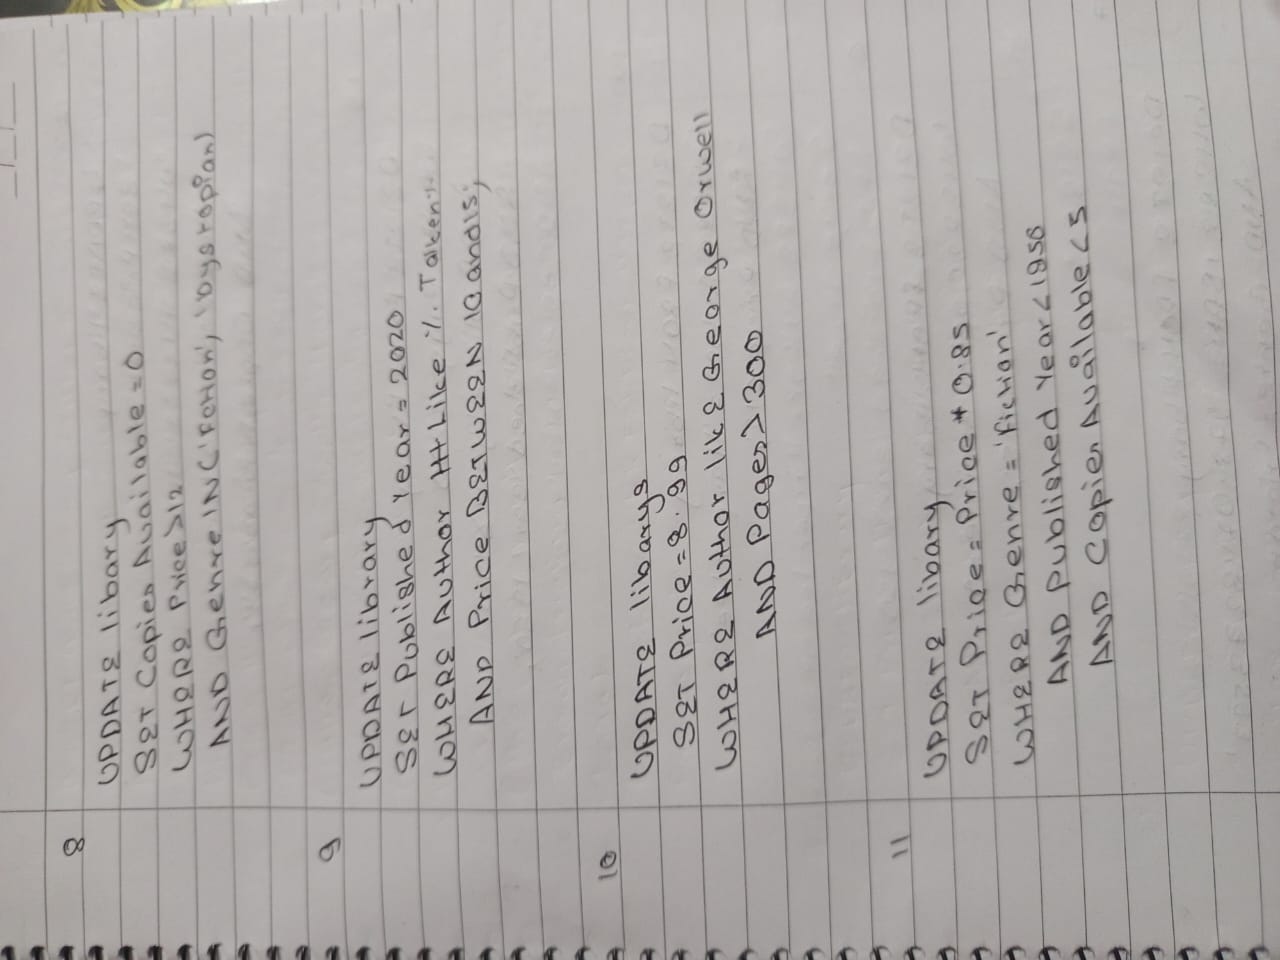 8
UPDATE libary
SET Copies Available = 0
WHERE Price >12
AND Genre IN ('Fction', 'Dystopian)
9
UPDATE library
SET Published Year = 2020
WHERE Author Like %. Talken%.
AND Price BETWEEN 10 and 15;
10
UPDATE librarys
SET Price = 8.99
WHERE Author like George Orwell
AND Pages > 300
11
UPDATE libary
SET Price = Price * 0.85
WHERE Genre = 'Fiction'
AND Published Year < 1950
AND Copies Available < 5